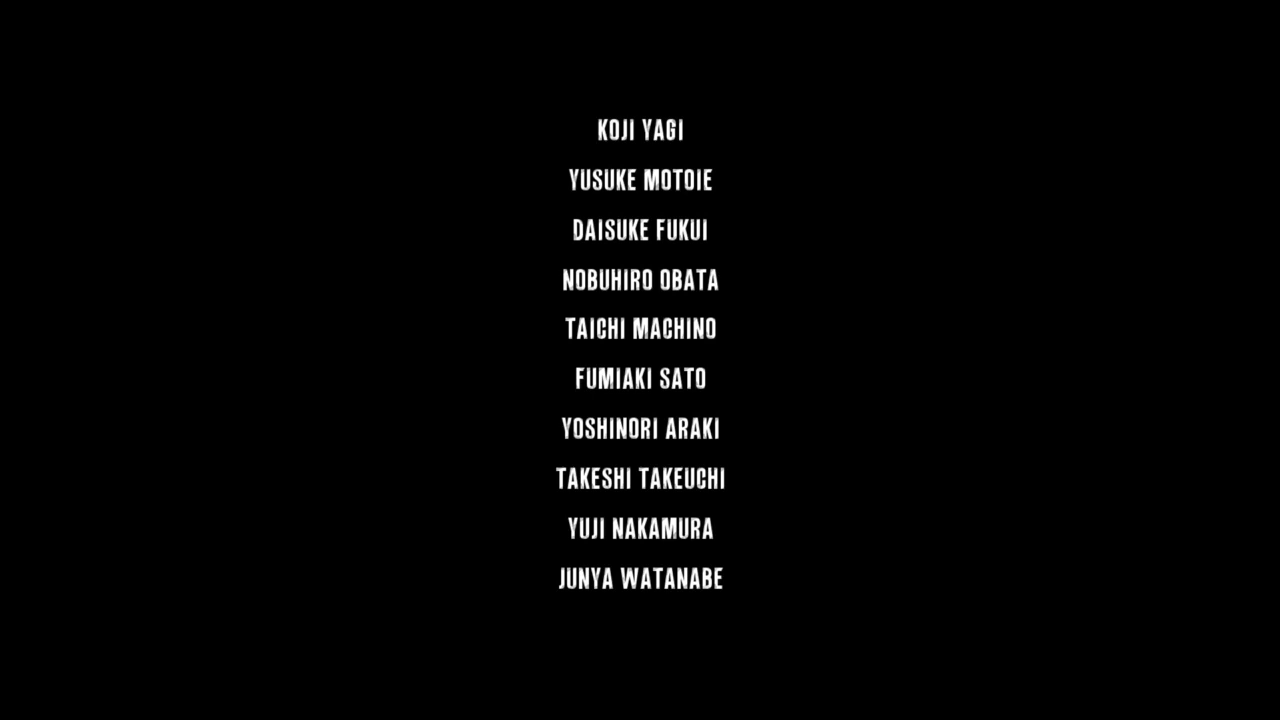 KOJI YAGI
YUSUKE MOTOIE
DAISUKE FUKUI
NOBUHIRO OBATA
TAICHI MACHINO
FUMIAKI SATO
YOSHINORI ARAKI
TAKESHI TAKEUCHI
YUJI NAKAMURA
JUNYA WATANABE